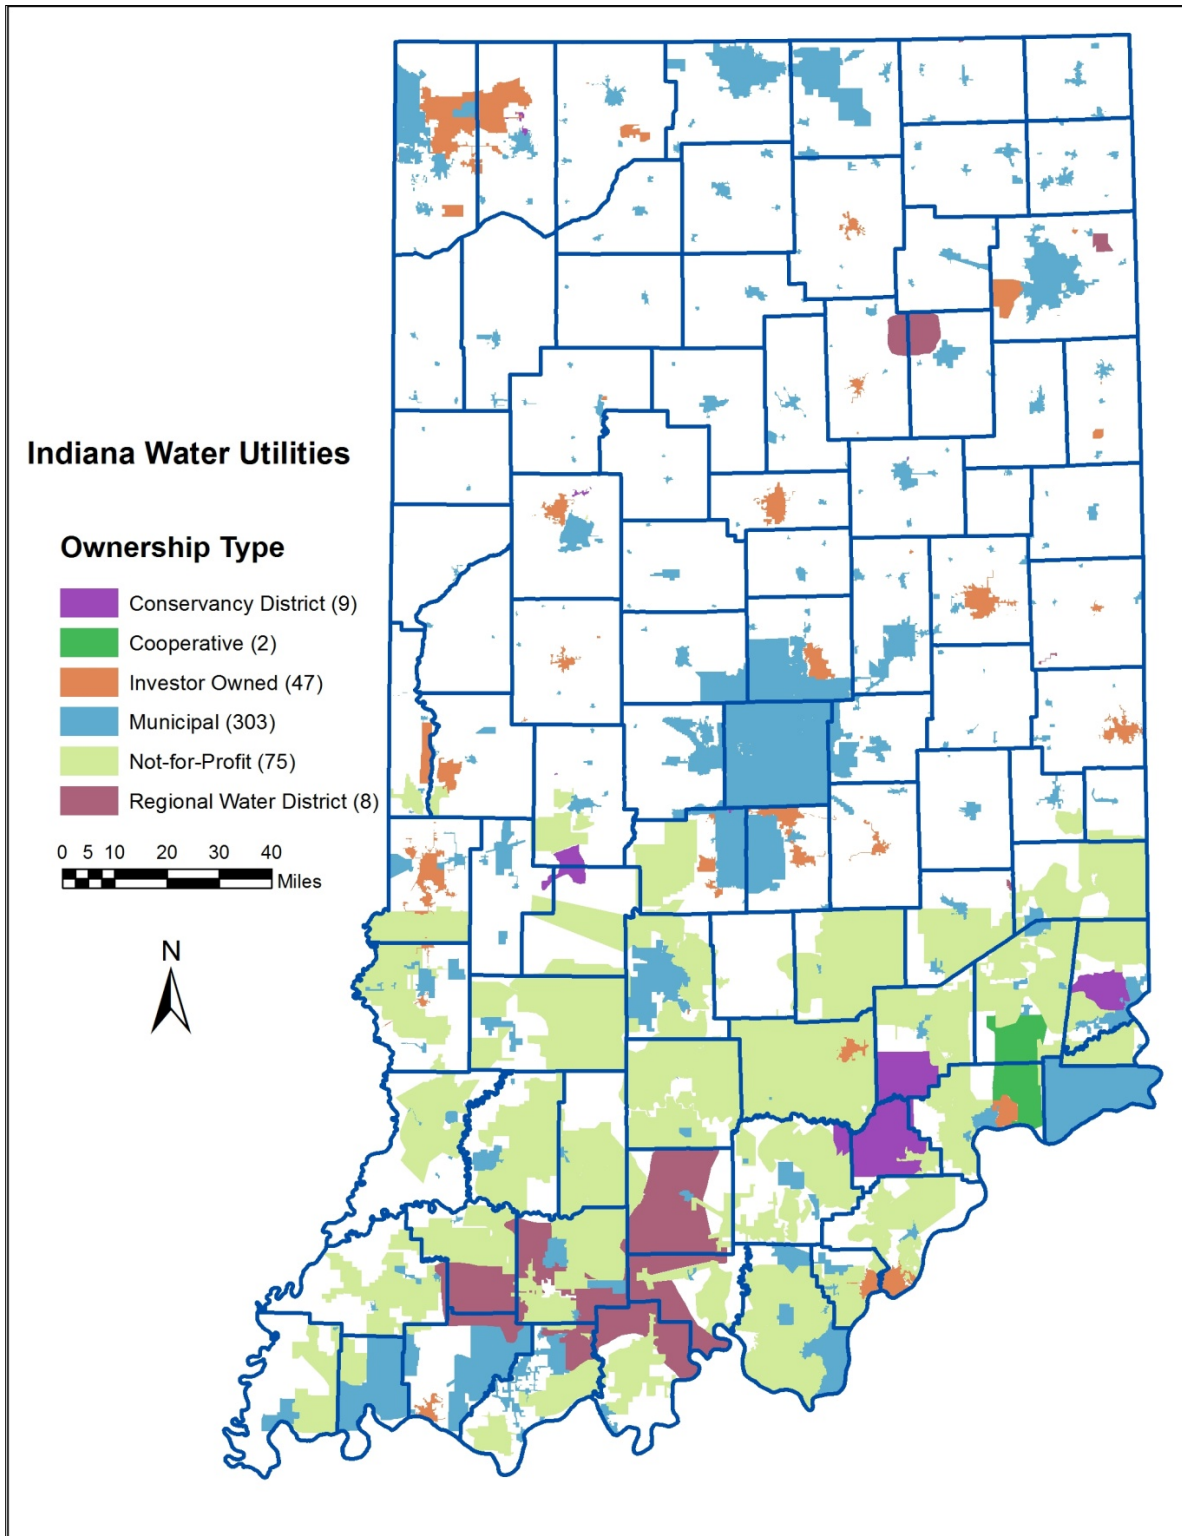 Indiana Water Utilities
Ownership Type
Conservancy District (9)
Cooperative (2)
Investor Owned (47)
Municipal (303)
Not-for-Profit (75)
Regional Water District (8)
0 5 10 20 30 40
Miles
N